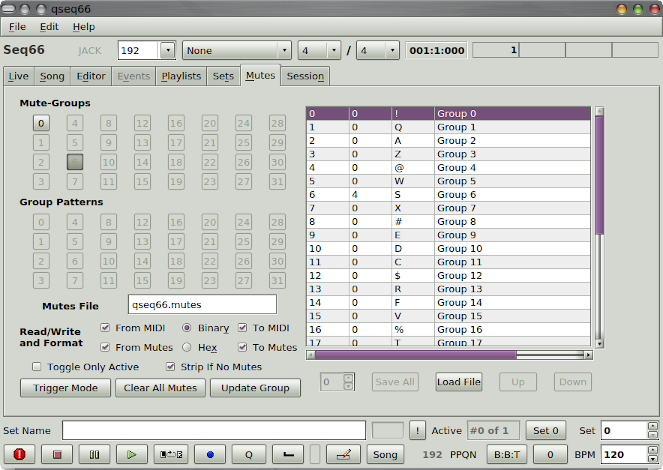 qseq66
File Edit Help
Seq66 JACK 192 None 4 / 4 001:1:000 1
Live Song Editor Events Playlists Sets Mutes Session
Mute-Groups
0 4 8 12 16 20 24 28
1 5 9 13 17 21 25 29
2 10 14 18 22 26 30
3 7 11 15 19 23 27 31
Group Patterns
0 4 8 12 16 20 24 28
1 5 9 13 17 21 25 29
2 6 10 14 18 22 26 30
3 7 11 15 19 23 27 31
Mutes File qseq66.mutes
Read/Write and Format
From MIDI Binary To MIDI
From Mutes Hex To Mutes
Toggle Only Active Strip If No Mutes
Trigger Mode Clear All Mutes Update Group
0 0 ! Group 0
1 0 Q Group 1
2 0 A Group 2
3 0 Z Group 3
4 0 @ Group 4
5 0 W Group 5
6 4 S Group 6
7 0 X Group 7
8 0 # Group 8
9 0 E Group 9
10 0 D Group 10
11 0 C Group 11
12 0 $ Group 12
13 0 R Group 13
14 0 F Group 14
15 0 V Group 15
16 0 % Group 16
17 0 T Group 17
0 Save All Load File Up Down
Set Name ! Active #0 of 1 Set 0 Set 0
Q Song 192 PPQN B:B:T 0 BPM 120